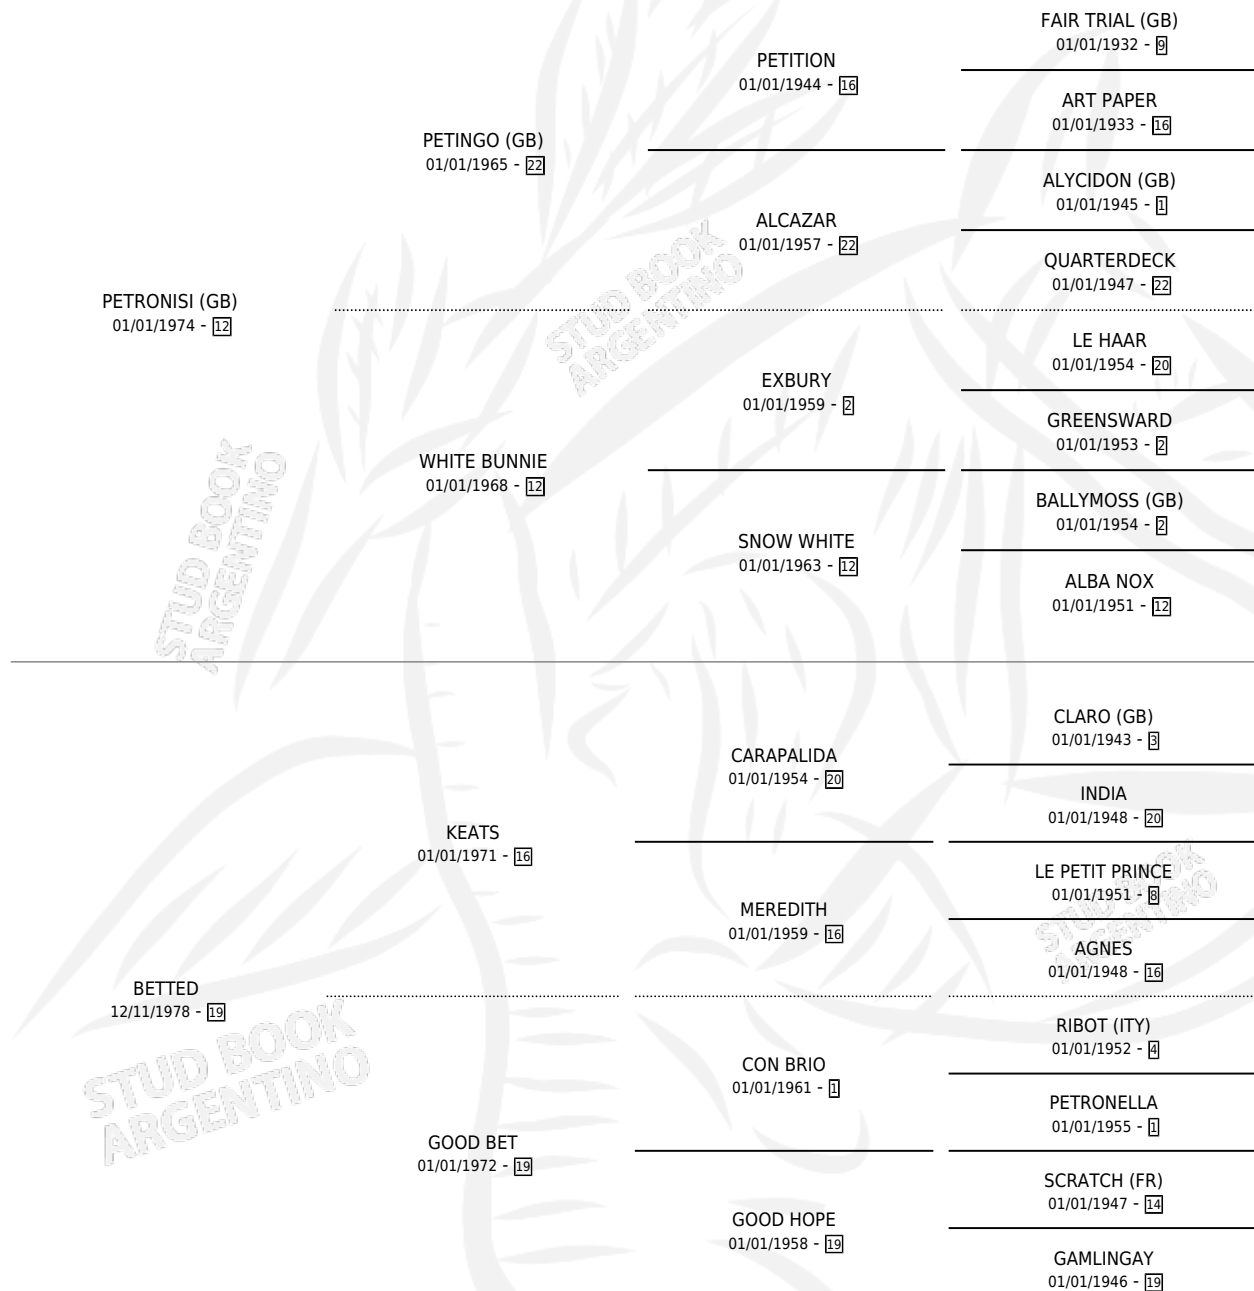 FAIR TRIAL (GB)
01/01/1932 - 9
PETITION
01/01/1944 - 16
ART PAPER
01/01/1933 - 16
PETINGO (GB)
01/01/1965 - 22
ALYCIDON (GB)
01/01/1945 - 1
ALCAZAR
01/01/1957 - 22
QUARTERDECK
01/01/1947 - 22
PETRONISI (GB)
01/01/1974 - 12
LE HAAR
01/01/1954 - 20
EXBURY
01/01/1959 - 2
GREENSWARD
01/01/1953 - 2
WHITE BUNNIE
01/01/1968 - 12
BALLYMOSS (GB)
01/01/1954 - 2
SNOW WHITE
01/01/1963 - 12
ALBA NOX
01/01/1951 - 12
CLARO (GB)
01/01/1943 - 3
CARAPALIDA
01/01/1954 - 20
INDIA
01/01/1948 - 20
KEATS
01/01/1971 - 16
LE PETIT PRINCE
01/01/1951 - 8
MEREDITH
01/01/1959 - 16
AGNES
01/01/1948 - 16
BETTED
12/11/1978 - 19
RIBOT (ITY)
01/01/1952 - 4
CON BRIO
01/01/1961 - 1
PETRONELLA
01/01/1955 - 1
GOOD BET
01/01/1972 - 19
SCRATCH (FR)
01/01/1947 - 14
GOOD HOPE
01/01/1958 - 19
GAMLINGAY
01/01/1946 - 19
STUD BOOK
ARGENTINO
STUD BOOK
ARGENTINO
STUD BOOK
ARGENTINO
STUD BOOK
ARGENTINO